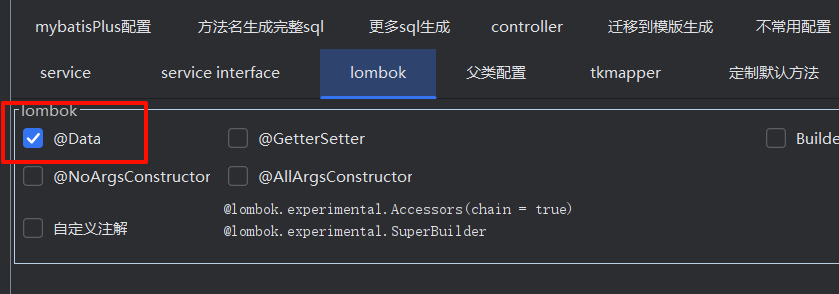 mybatisPlus配置 方法名生成完整sql 更多sql生成 controller 迁移到模版生成 不常用配置
service service interface lombok 父类配置 tkmapper 定制默认方法
lombok
@Data @GetterSetter Builde
@NoArgsConstructor @AllArgsConstructor
@lombok.experimental.Accessors(chain = true)
自定义注解
@lombok.experimental.SuperBuilder